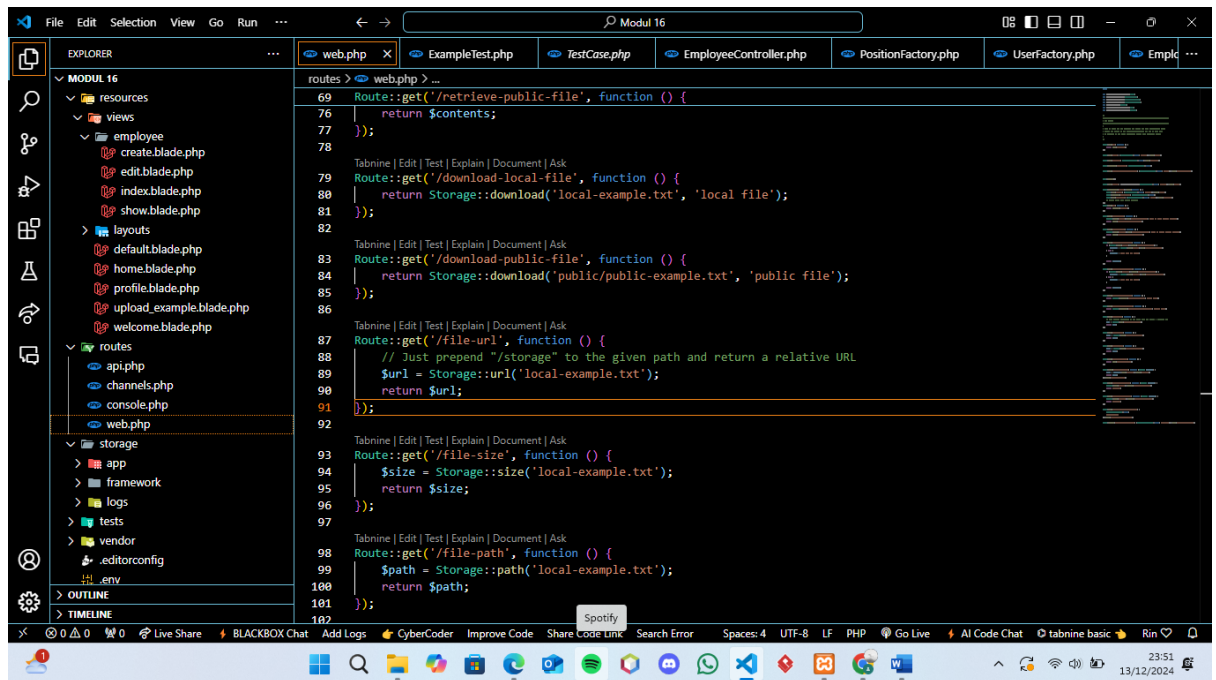 File Edit Selection View Go Run ··· ← → Modul 16
EXPLORER ···
MODUL 16
resources
views
employee
create.blade.php
edit.blade.php
index.blade.php
show.blade.php
layouts
default.blade.php
home.blade.php
profile.blade.php
upload_example.blade.php
welcome.blade.php
routes
api.php
channels.php
console.php
web.php
storage
app
framework
logs
tests
vendor
.editorconfig
.env
OUTLINE
TIMELINE
web.php ExampleTest.php TestCase.php EmployeeController.php PositionFactory.php UserFactory.php Emplc ···
routes > web.php > ...
69 Route::get('/retrieve-public-file', function () {
76 return $contents;
77 });
78
Tabnine | Edit | Test | Explain | Document | Ask
79 Route::get('/download-local-file', function () {
80 return Storage::download('local-example.txt', 'local file');
81 });
82
Tabnine | Edit | Test | Explain | Document | Ask
83 Route::get('/download-public-file', function () {
84 return Storage::download('public/public-example.txt', 'public file');
85 });
86
Tabnine | Edit | Test | Explain | Document | Ask
87 Route::get('/file-url', function () {
88 // Just prepend "/storage" to the given path and return a relative URL
89 $url = Storage::url('local-example.txt');
90 return $url;
91 });
92
Tabnine | Edit | Test | Explain | Document | Ask
93 Route::get('/file-size', function () {
94 $size = Storage::size('local-example.txt');
95 return $size;
96 });
97
Tabnine | Edit | Test | Explain | Document | Ask
98 Route::get('/file-path', function () {
99 $path = Storage::path('local-example.txt');
100 return $path;
101 });
102
Spotify
0 0 0 Live Share BLACKBOX Chat Add Logs CyberCoder Improve Code Share Code Link Search Error Spaces: 4 UTF-8 LF PHP Go Live AI Code Chat tabnine basic Rin
1 23:51
13/12/2024